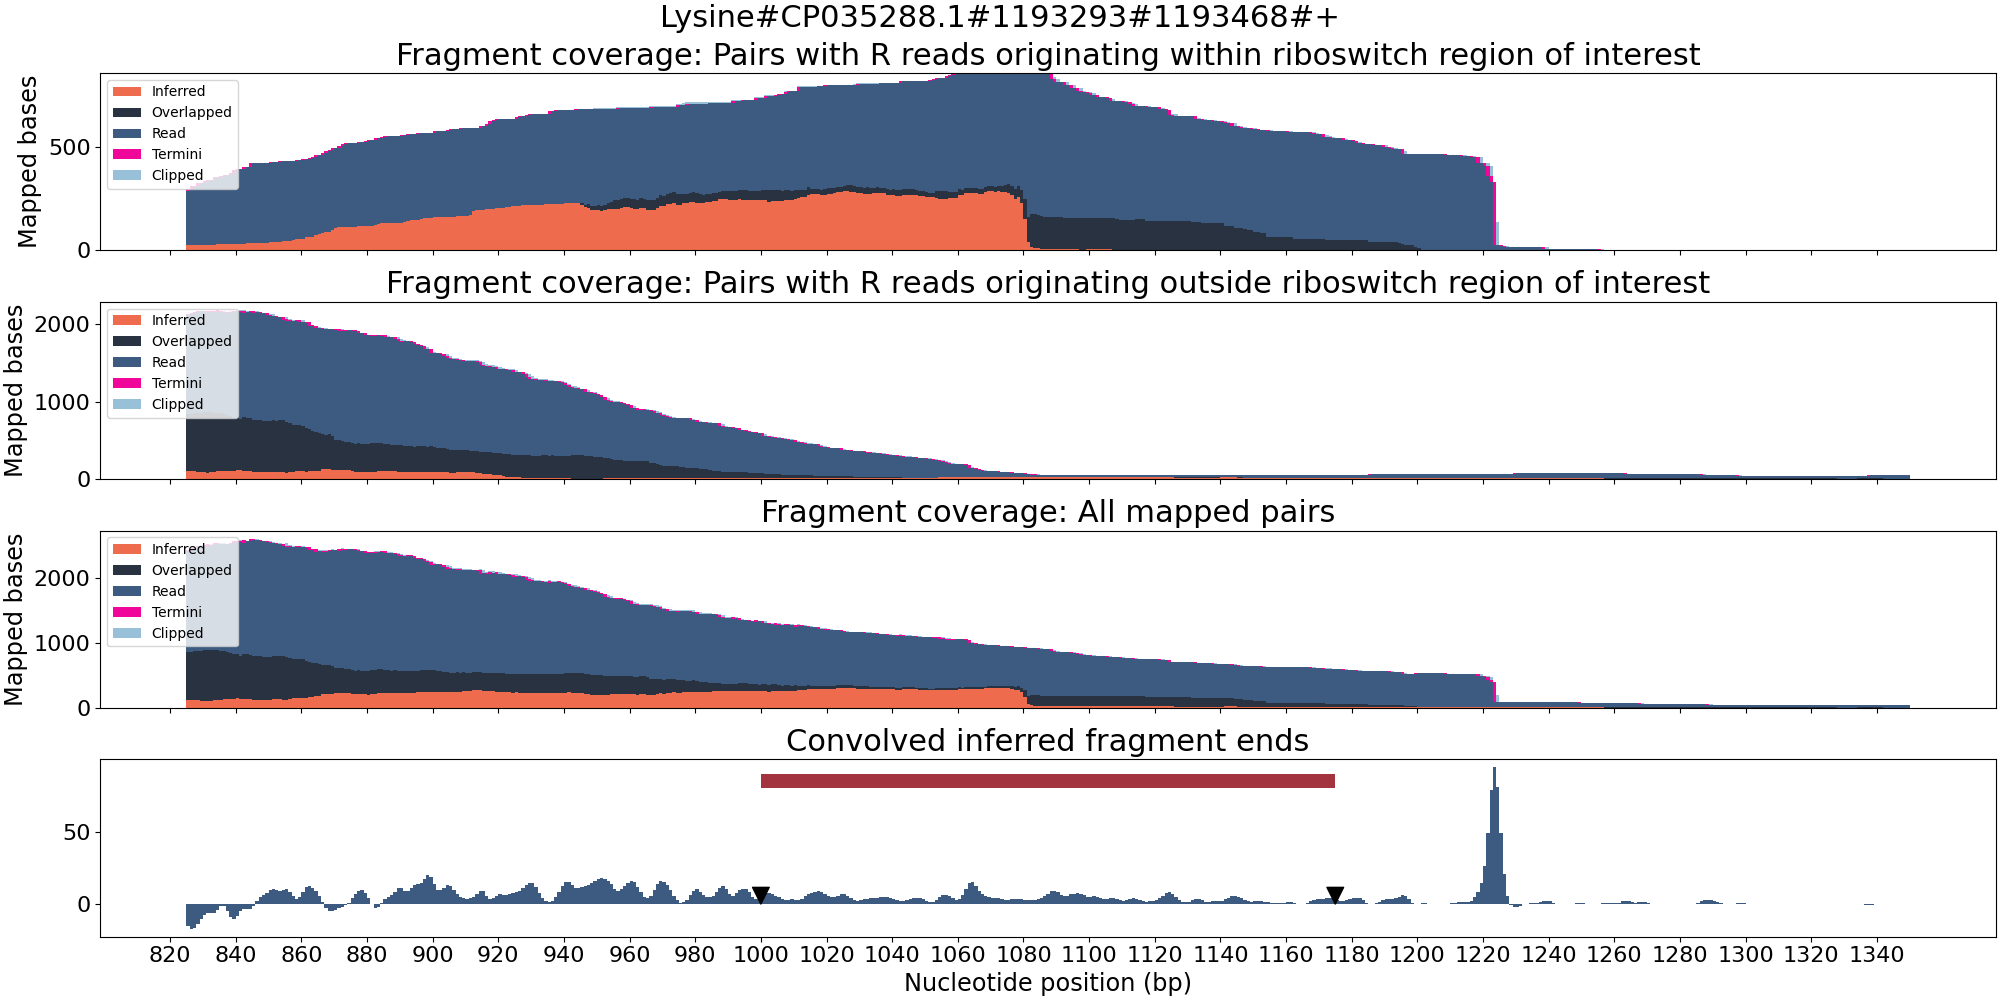 Lysine#CP035288.1#1193293#1193468#+
Fragment coverage: Pairs with R reads originating within riboswitch region of interest
Mapped bases
500
0
Inferred
Overlapped
Read
Termini
Clipped
Fragment coverage: Pairs with R reads originating outside riboswitch region of interest
Mapped bases
2000
1000
0
Inferred
Overlapped
Read
Termini
Clipped
Fragment coverage: All mapped pairs
Mapped bases
2000
1000
0
Inferred
Overlapped
Read
Termini
Clipped
Convolved inferred fragment ends
50
0
820 840 860 880 900 920 940 960 980 1000 1020 1040 1060 1080 1100 1120 1140 1160 1180 1200 1220 1240 1260 1280 1300 1320 1340
Nucleotide position (bp)